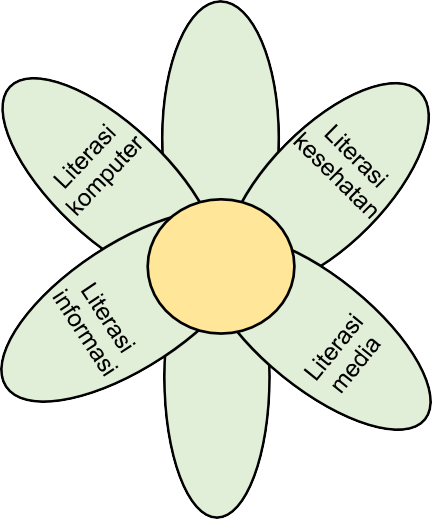 Literasi
komputer
Literasi
kesehatan
Literasi
informasi
Literasi
media